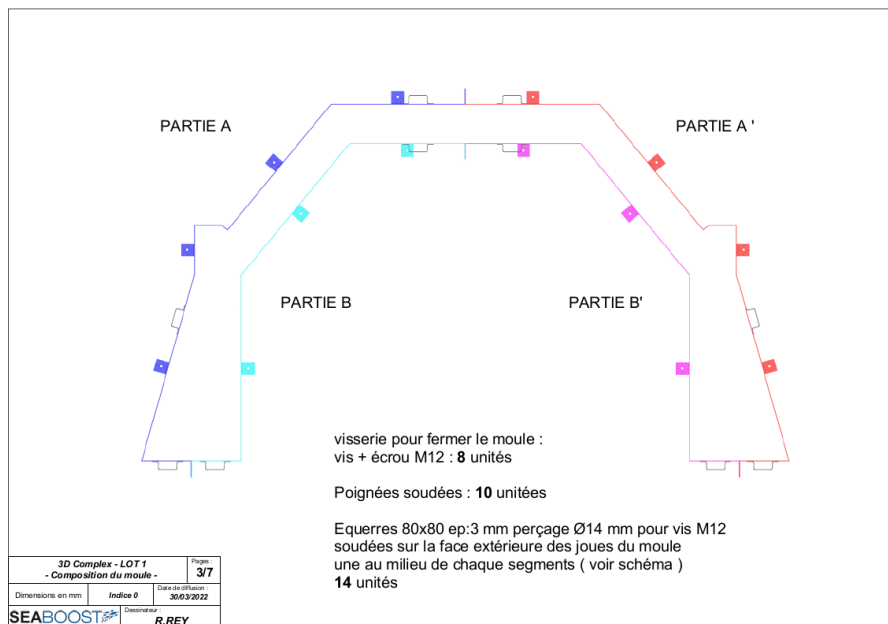 PARTIE A
PARTIE A '
PARTIE B
PARTIE B'
visserie pour fermer le moule :
vis + écrou M12 : 8 unités
Poignées soudées : 10 unitées
Equerres 80x80 ep:3 mm perçage Ø14 mm pour vis M12
soudées sur la face extérieure des joues du moule
une au milieu de chaque segments ( voir schéma )
14 unités
3D Complex - LOT 1
- Composition du moule -
Pages :
3/7
Dimensions en mm
Indice 0
Date de diffusion :
30/03/2022
SEABOOST
Dessinateur :
R.REY